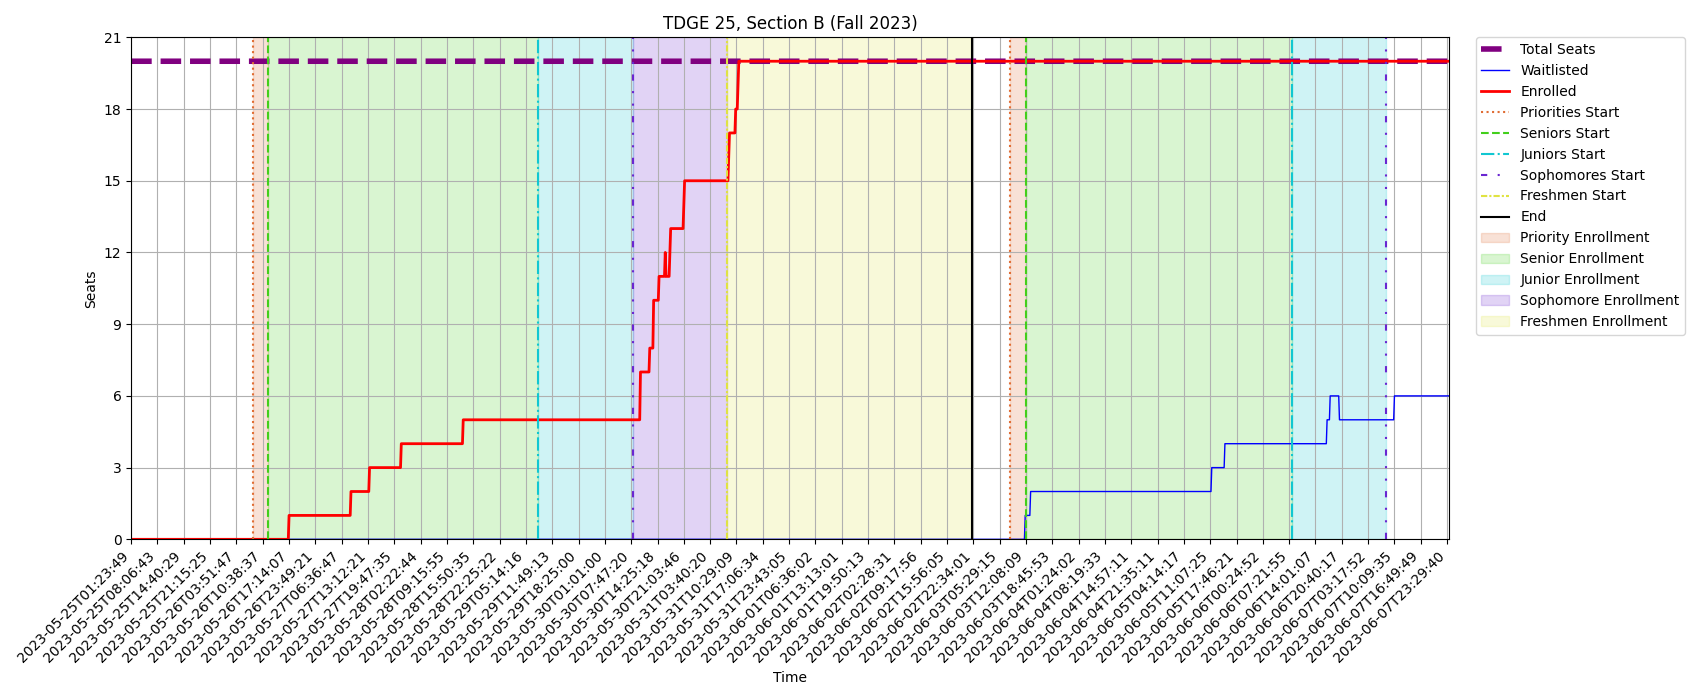 TDGE 25, Section B (Fall 2023)
21
18
15
12
9
6
3
0
Seats
2023-05-25T01:23:49
2023-05-25T08:06:43
2023-05-25T14:40:29
2023-05-25T21:15:25
2023-05-26T03:51:47
2023-05-26T10:38:37
2023-05-26T17:14:07
2023-05-26T23:49:21
2023-05-27T06:36:47
2023-05-27T13:12:21
2023-05-27T19:47:35
2023-05-28T02:22:44
2023-05-28T09:15:55
2023-05-28T15:50:35
2023-05-28T22:25:22
2023-05-29T05:14:16
2023-05-29T11:49:13
2023-05-29T18:25:00
2023-05-30T01:01:00
2023-05-30T07:47:20
2023-05-30T14:25:18
2023-05-30T21:03:46
2023-05-31T03:40:20
2023-05-31T10:29:09
2023-05-31T17:06:34
2023-05-31T23:43:05
2023-06-01T06:36:02
2023-06-01T13:13:01
2023-06-01T19:50:13
2023-06-02T02:28:31
2023-06-02T09:17:56
2023-06-02T15:56:05
2023-06-02T22:34:01
2023-06-03T05:29:15
2023-06-03T12:08:09
2023-06-03T18:45:53
2023-06-04T01:24:02
2023-06-04T08:19:33
2023-06-04T14:57:11
2023-06-04T21:35:11
2023-06-05T04:14:17
2023-06-05T11:07:25
2023-06-05T17:46:21
2023-06-06T00:24:52
2023-06-06T07:21:55
2023-06-06T14:01:07
2023-06-06T20:40:17
2023-06-07T03:17:52
2023-06-07T10:09:35
2023-06-07T16:49:49
2023-06-07T23:29:40
Time
Total Seats
Waitlisted
Enrolled
Priorities Start
Seniors Start
Juniors Start
Sophomores Start
Freshmen Start
End
Priority Enrollment
Senior Enrollment
Junior Enrollment
Sophomore Enrollment
Freshmen Enrollment